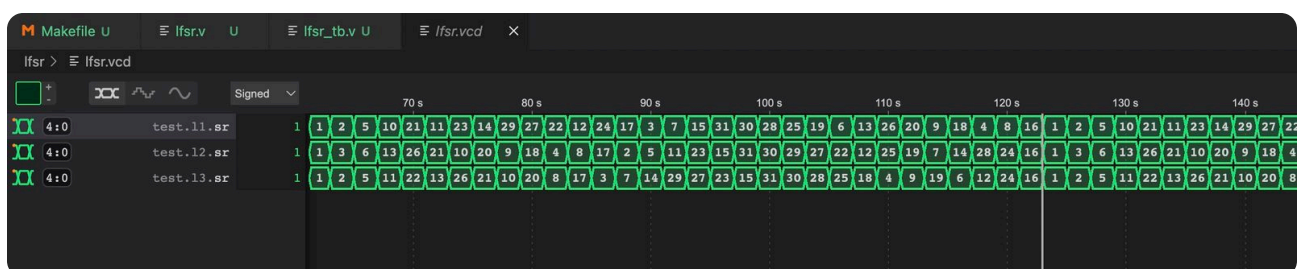 M Makefile U lfsr.v U lfsr_tb.v U lfsr.vcd ×
lfsr > lfsr.vcd
+ - Signed 70 s 80 s 90 s 100 s 110 s 120 s 130 s 140 s
4:0 test.l1.sr 1 1 2 5 10 21 11 23 14 29 27 22 12 24 17 3 7 15 31 30 28 25 19 6 13 26 20 9 18 4 8 16 1 2 5 10 21 11 23 14 29 27 22
4:0 test.l2.sr 1 1 3 6 13 26 21 10 20 9 18 4 8 17 2 5 11 23 15 31 30 29 27 22 12 25 19 7 14 28 24 16 1 3 6 13 26 21 10 20 9 18 4
4:0 test.l3.sr 1 1 2 5 11 22 13 26 21 10 20 8 17 3 7 14 29 27 23 15 31 30 28 25 18 4 9 19 6 12 24 16 1 2 5 11 22 13 26 21 10 20 8